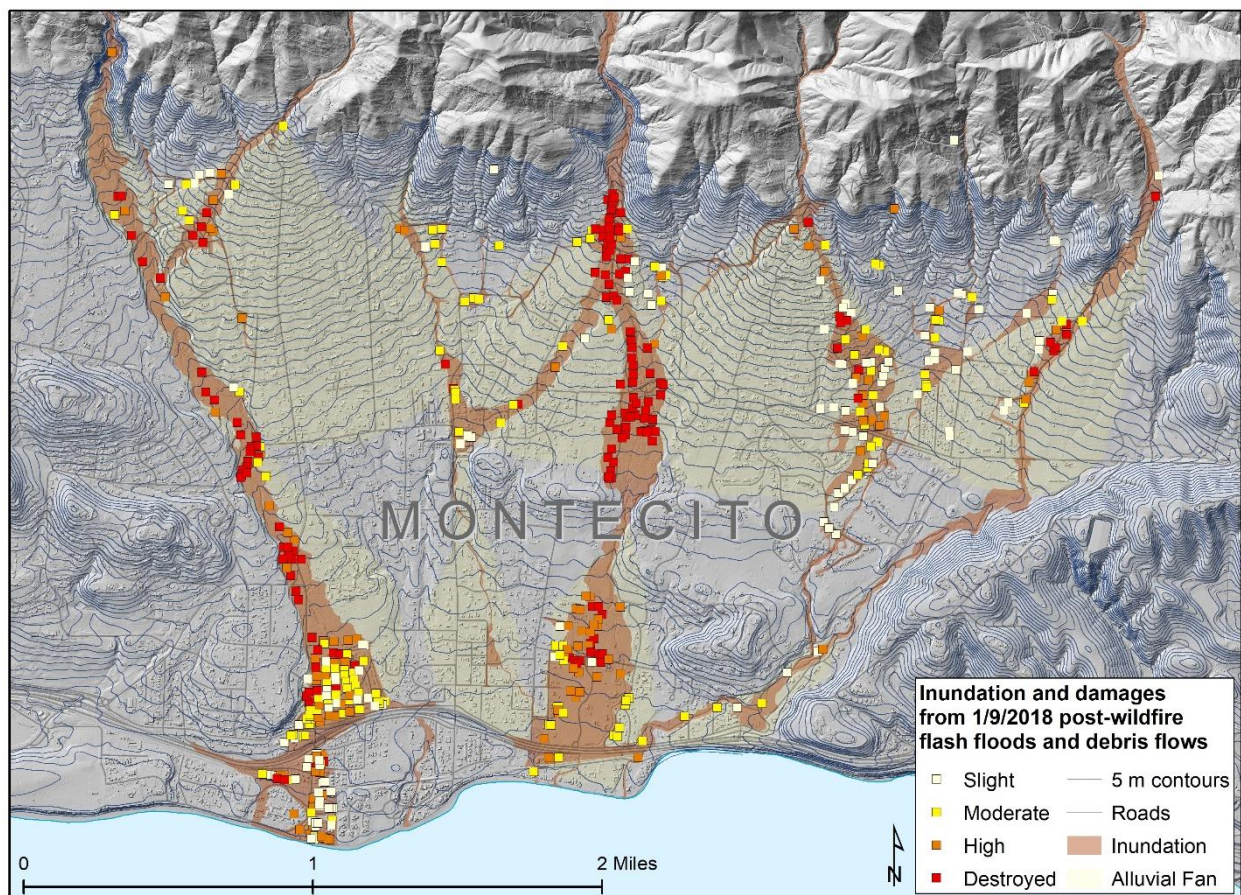 MONTECITO
Inundation and damages
from 1/9/2018 post-wildfire
flash floods and debris flows
Slight
5 m contours
Moderate
Roads
High
Inundation
Destroyed
Alluvial Fan
0
1
2 Miles
N